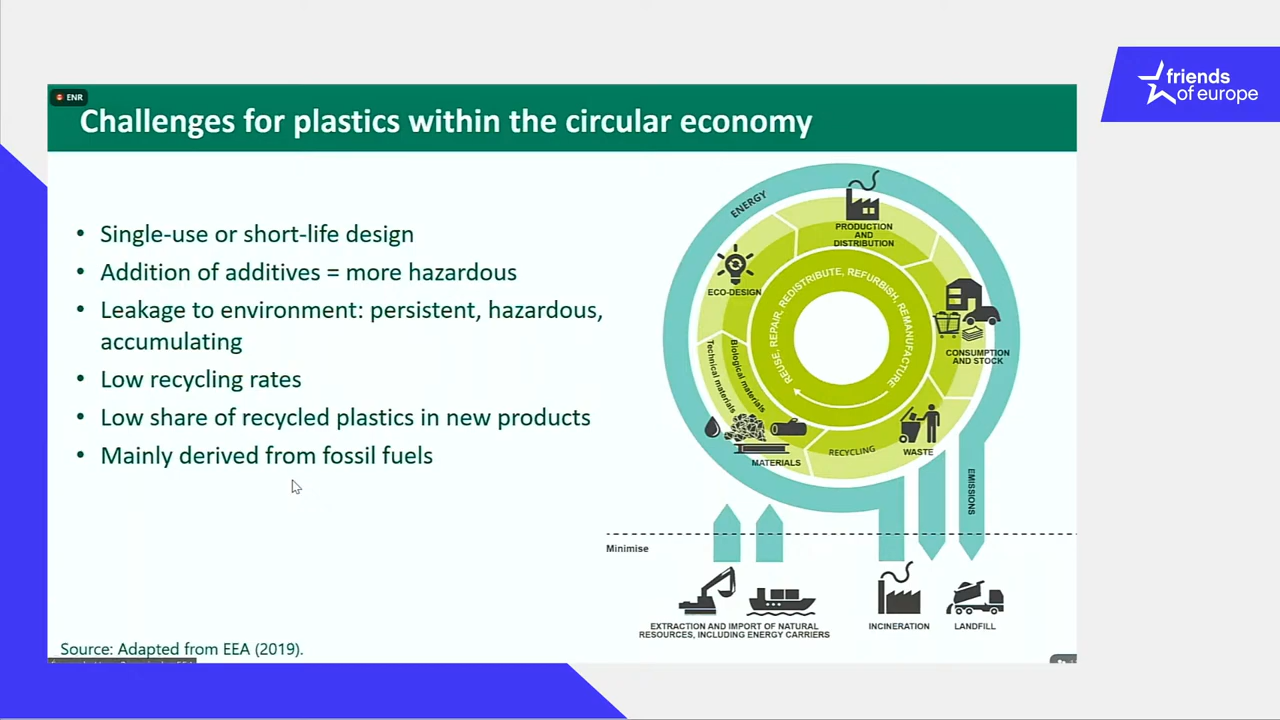 friends
of europe
ENR
Challenges for plastics within the circular economy
• Single-use or short-life design
• Addition of additives = more hazardous
• Leakage to environment: persistent, hazardous,
accumulating
• Low recycling rates
• Low share of recycled plastics in new products
• Mainly derived from fossil fuels
Source: Adapted from EEA (2019).
ENERGY
PRODUCTION
AND
DISTRIBUTION
ECO-DESIGN
REUSE, REPAIR, REDISTRIBUTE, REFURBISH, REMANUFACTURE
CONSUMPTION
AND STOCK
Technical materials
Biological materials
MATERIALS
RECYCLING
WASTE
EMISSIONS
Minimise
EXTRACTION AND IMPORT OF NATURAL
RESOURCES, INCLUDING ENERGY CARRIERS
INCINERATION
LANDFILL